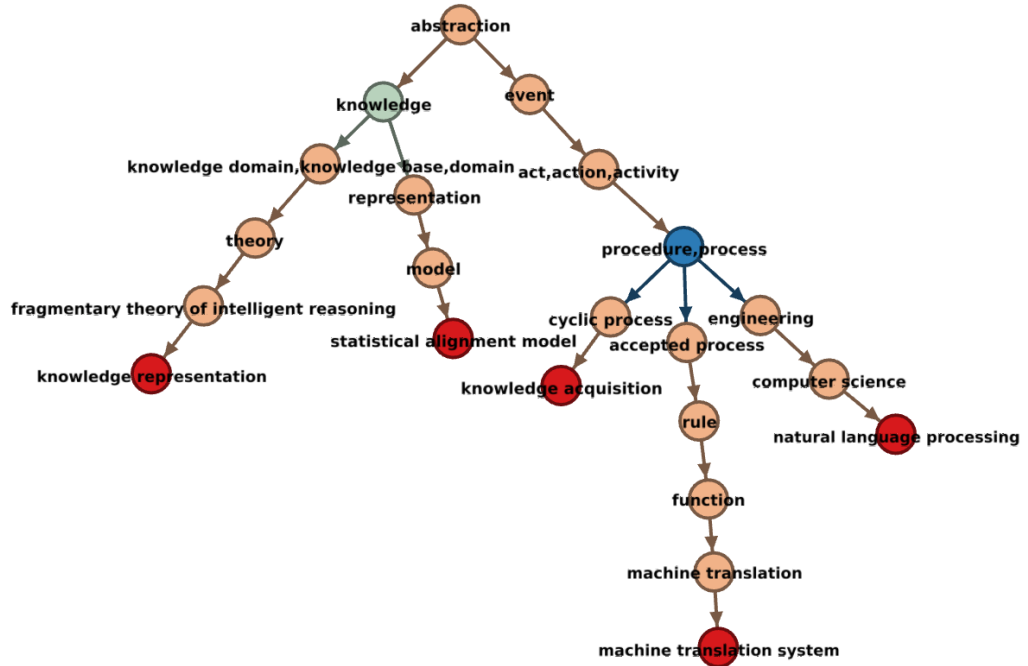 abstraction
event
knowledge
knowledge domain,knowledge base,domain
act,action,activity
representation
theory
procedure,process
model
fragmentary theory of intelligent reasoning
cyclic process
engineering
statistical alignment model
accepted process
knowledge representation
knowledge acquisition
computer science
rule
natural language processing
function
machine translation
machine translation system